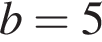 b = 5